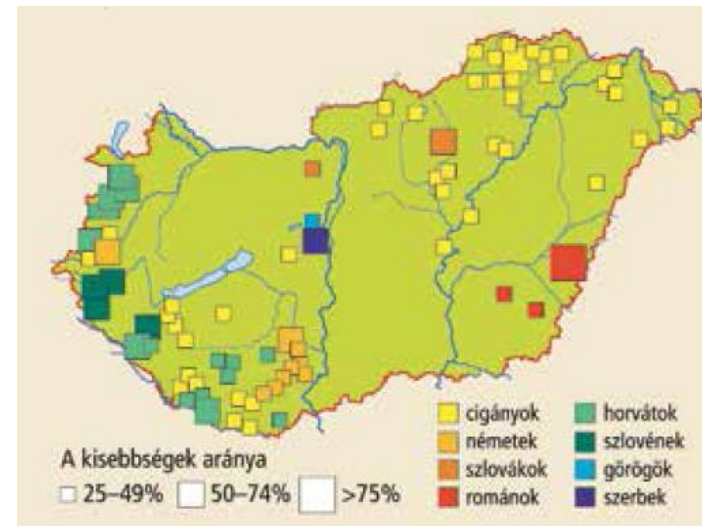 cigányok
németek
szlovákok
románok
horvátok
szlovének
görögök
szerbek
A kisebbségek aránya
25–49% 50–74% >75%